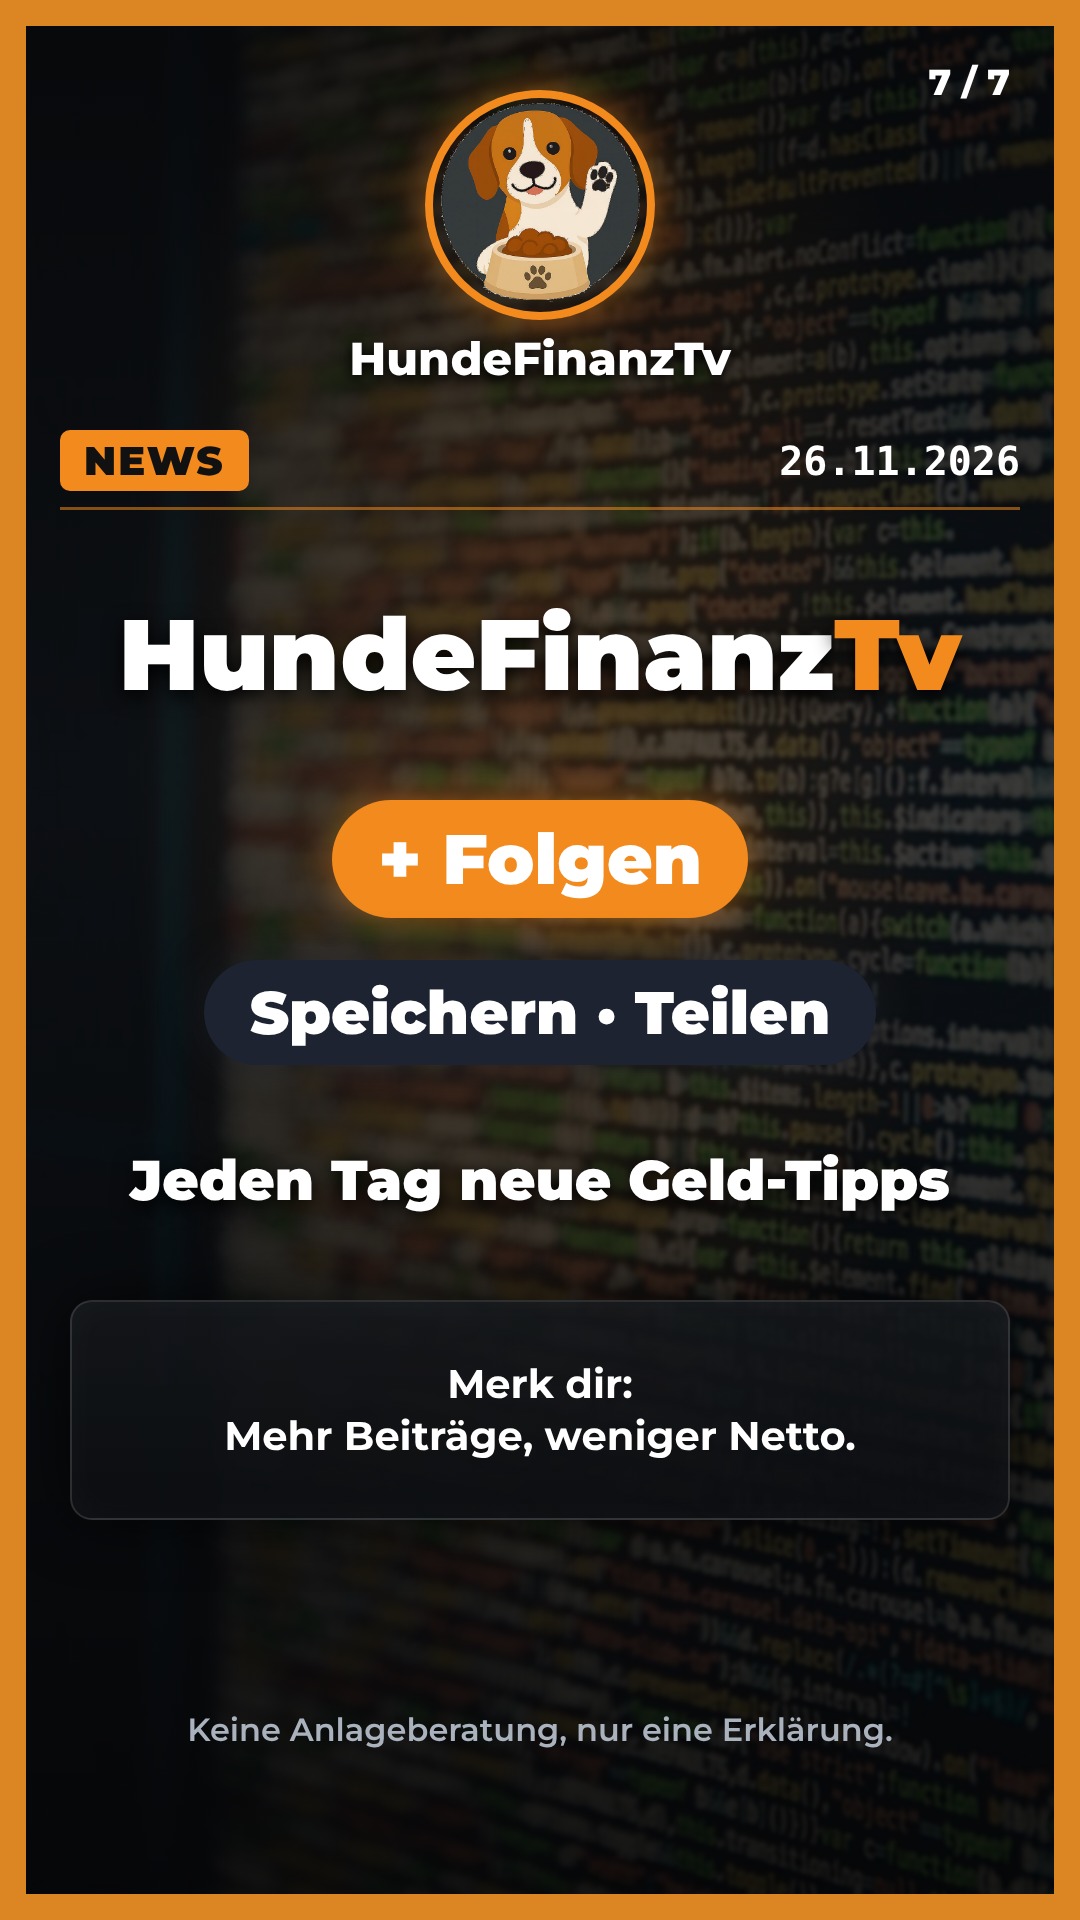 7 / 7
HundeFinanzTv
NEWS
26.11.2026
HundeFinanzTv
+ Folgen
Speichern · Teilen
Jeden Tag neue Geld-Tipps
Merk dir:
Mehr Beiträge, weniger Netto.
Keine Anlageberatung, nur eine Erklärung.